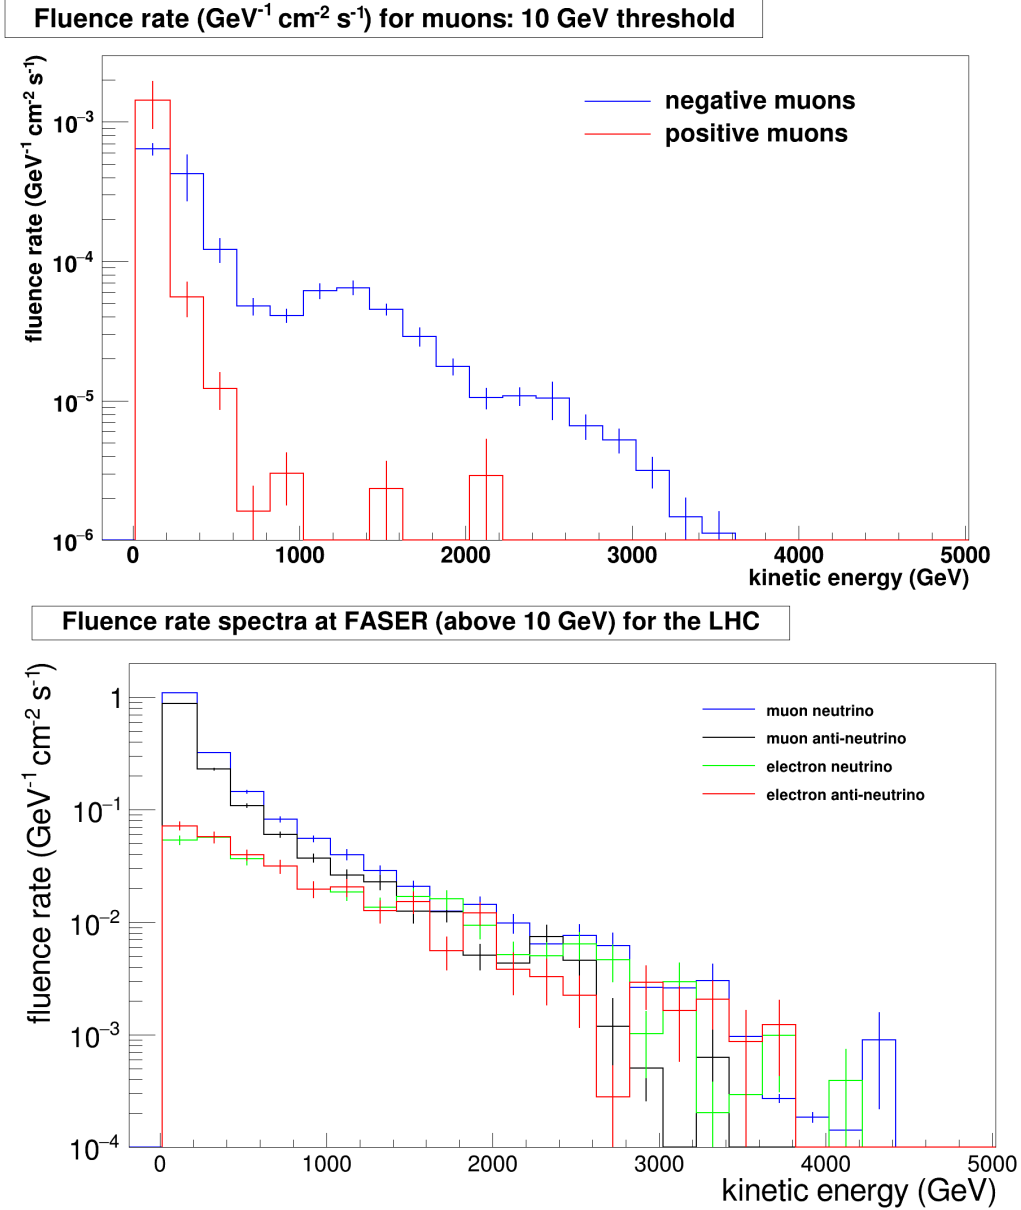 Fluence rate (GeV⁻¹ cm⁻² s⁻¹) for muons: 10 GeV threshold
fluence rate (GeV⁻¹ cm⁻² s⁻¹)
negative muons
positive muons
10⁻³
10⁻⁴
10⁻⁵
10⁻⁶
0 1000 2000 3000 4000 5000
kinetic energy (GeV)
Fluence rate spectra at FASER (above 10 GeV) for the LHC
fluence rate (GeV⁻¹ cm⁻² s⁻¹)
muon neutrino
muon anti-neutrino
electron neutrino
electron anti-neutrino
1
10⁻¹
10⁻²
10⁻³
10⁻⁴
0 1000 2000 3000 4000 5000
kinetic energy (GeV)